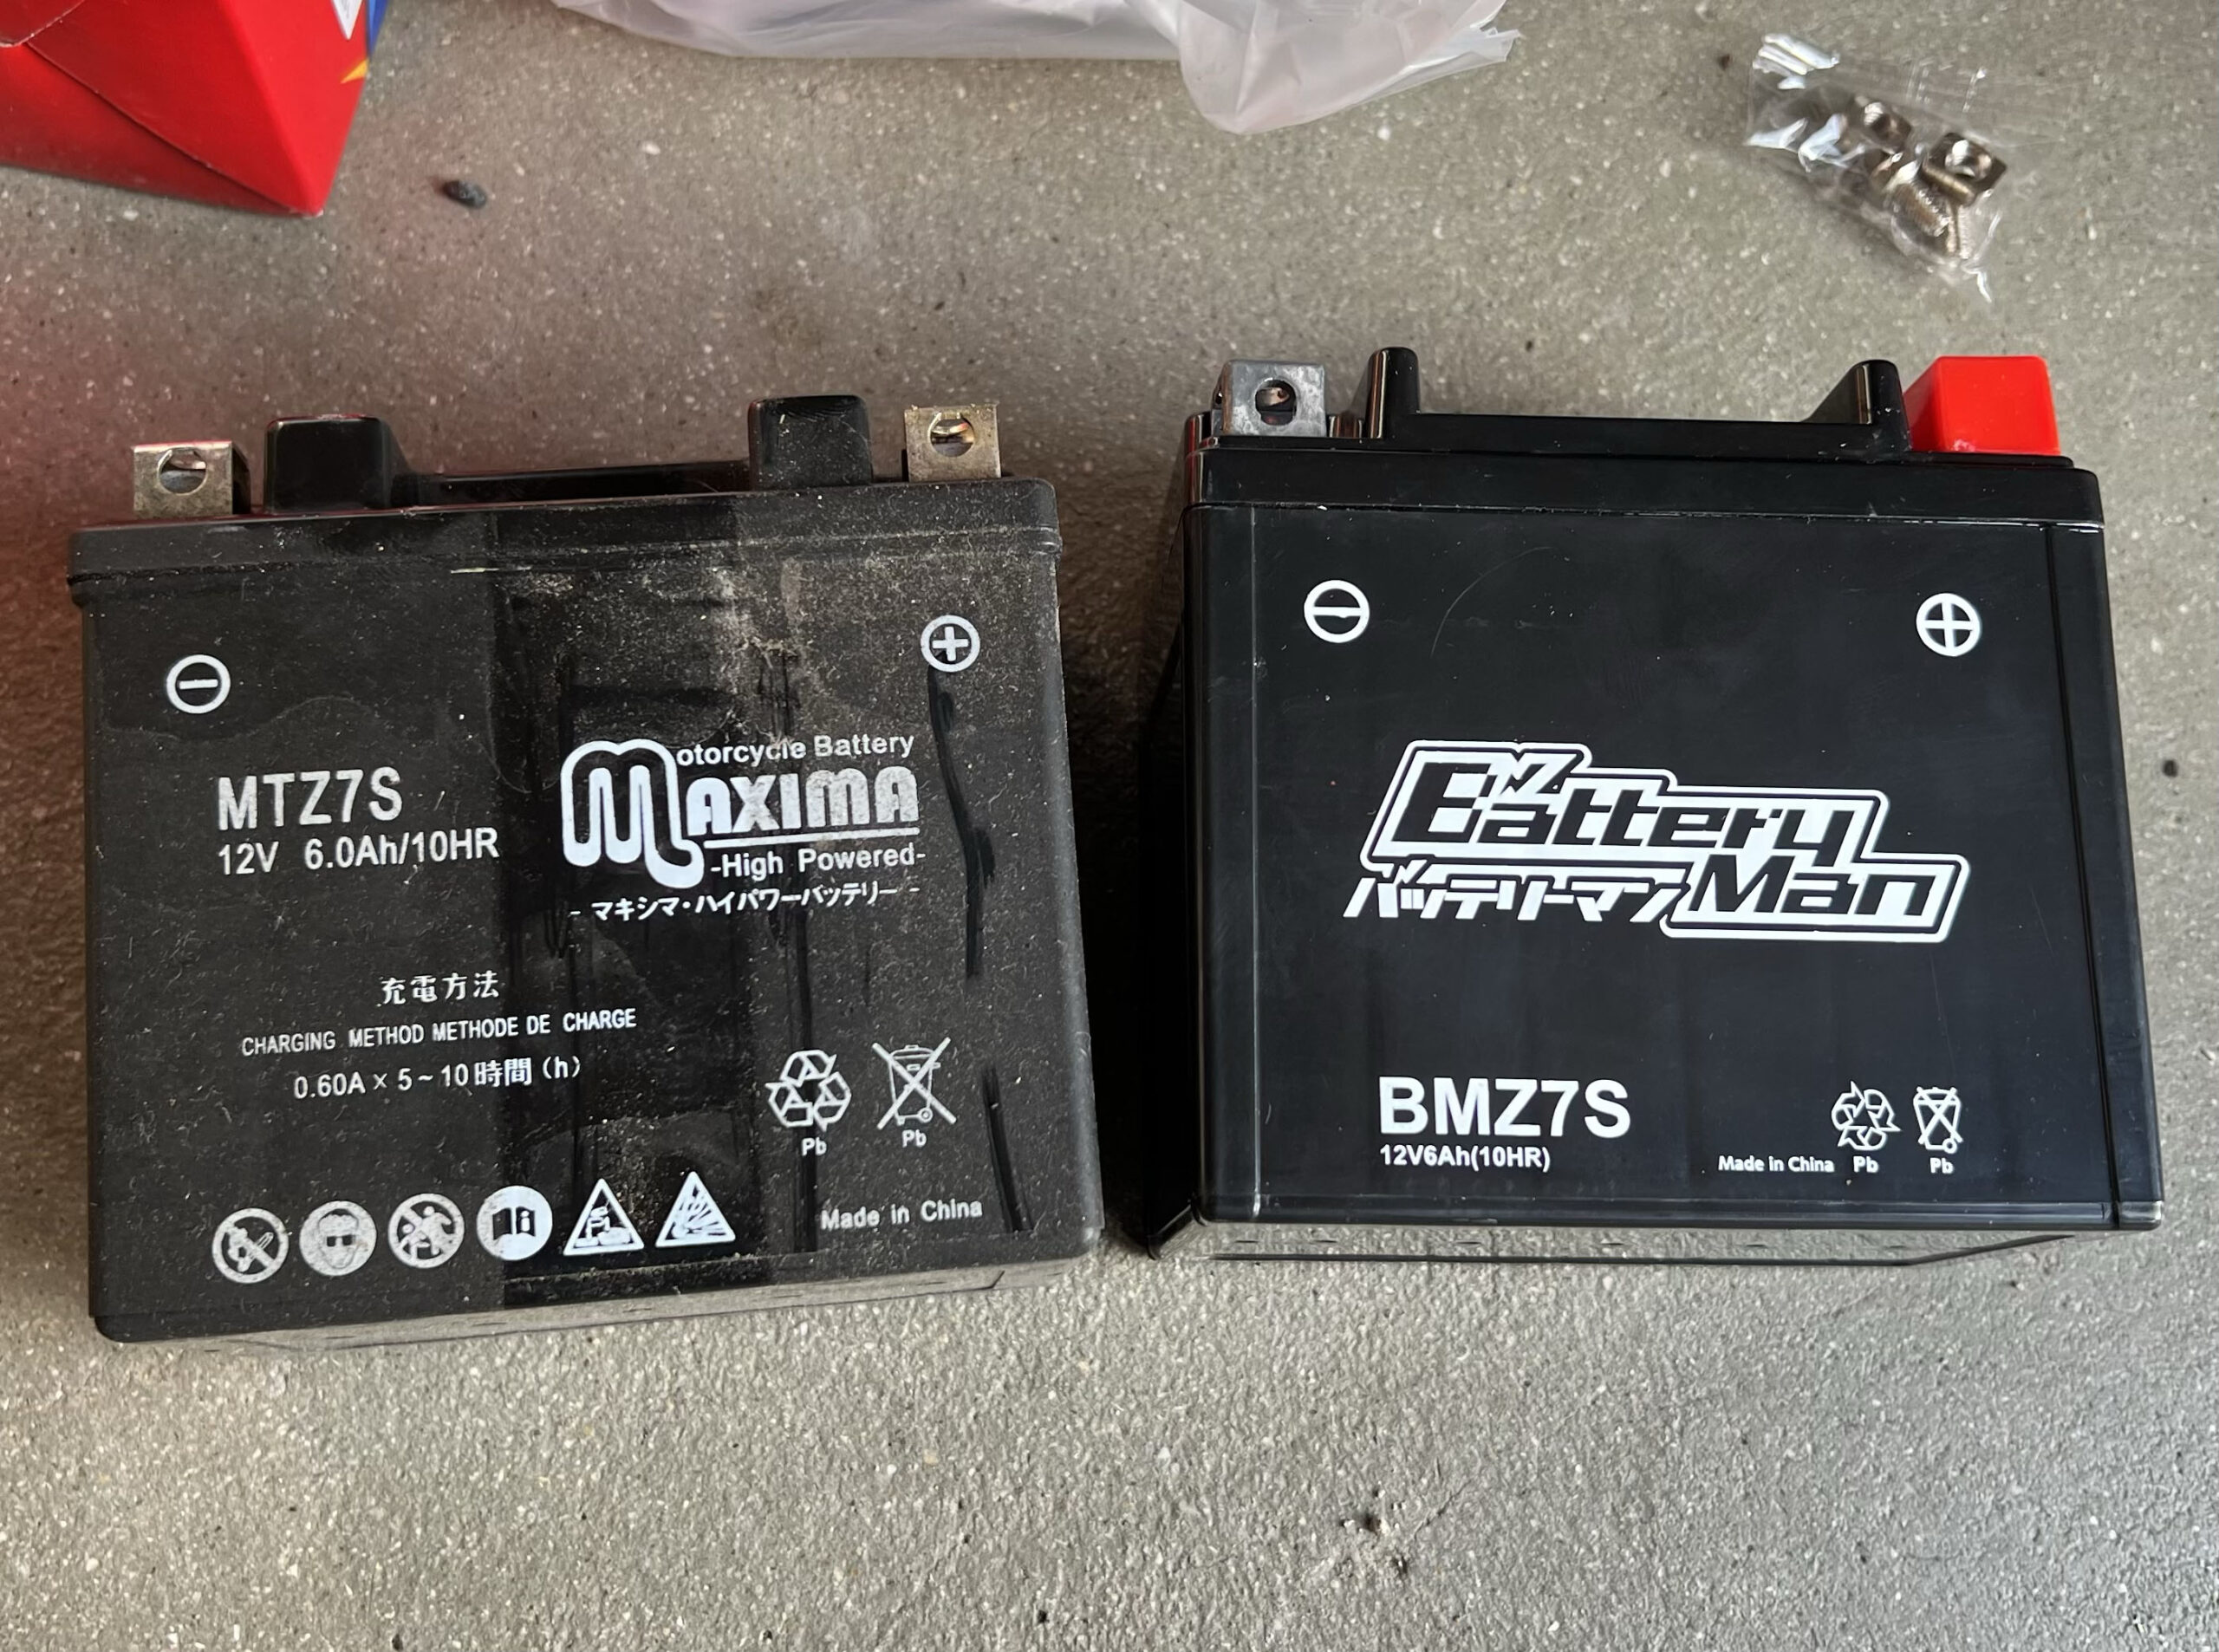 MTZ7S
12V 6.0Ah/10HR
Motorcycle Battery
MAXIMA
-High Powered-
- マキシマ・ハイパワーバッテリー -
充電方法
CHARGING METHOD METHODE DE CHARGE
0.60A × 5~10時間(h)
Pb
Pb
Made in China
Battery
バッテリーマン Man
BMZ7S
12V6Ah(10HR)
Made in China
Pb
Pb